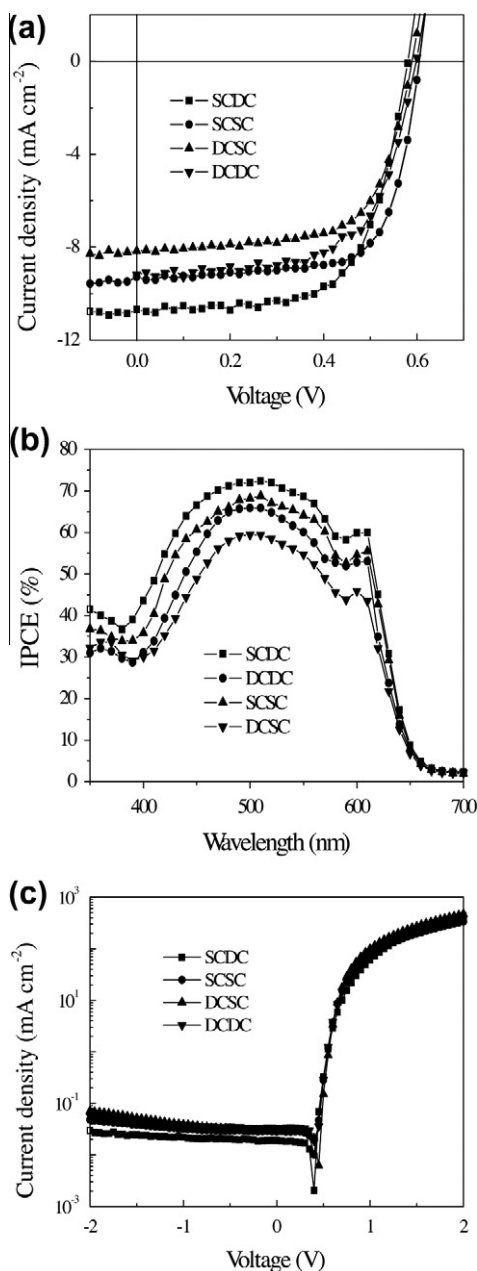 (a)
0
-4
-8
-12
Current density (mA cm⁻²)
SCDC
SCSC
DCSC
DCDC
0.0 0.2 0.4 0.6
Voltage (V)
(b)
80
70
60
50
40
30
20
10
0
IPCE (%)
SCDC
DCDC
SCSC
DCSC
400 500 600 700
Wavelength (nm)
(c)
10³
10¹
10⁻¹
10⁻³
Current density (mA cm⁻²)
SCDC
SCSC
DCSC
DCDC
-2 -1 0 1 2
Voltage (V)